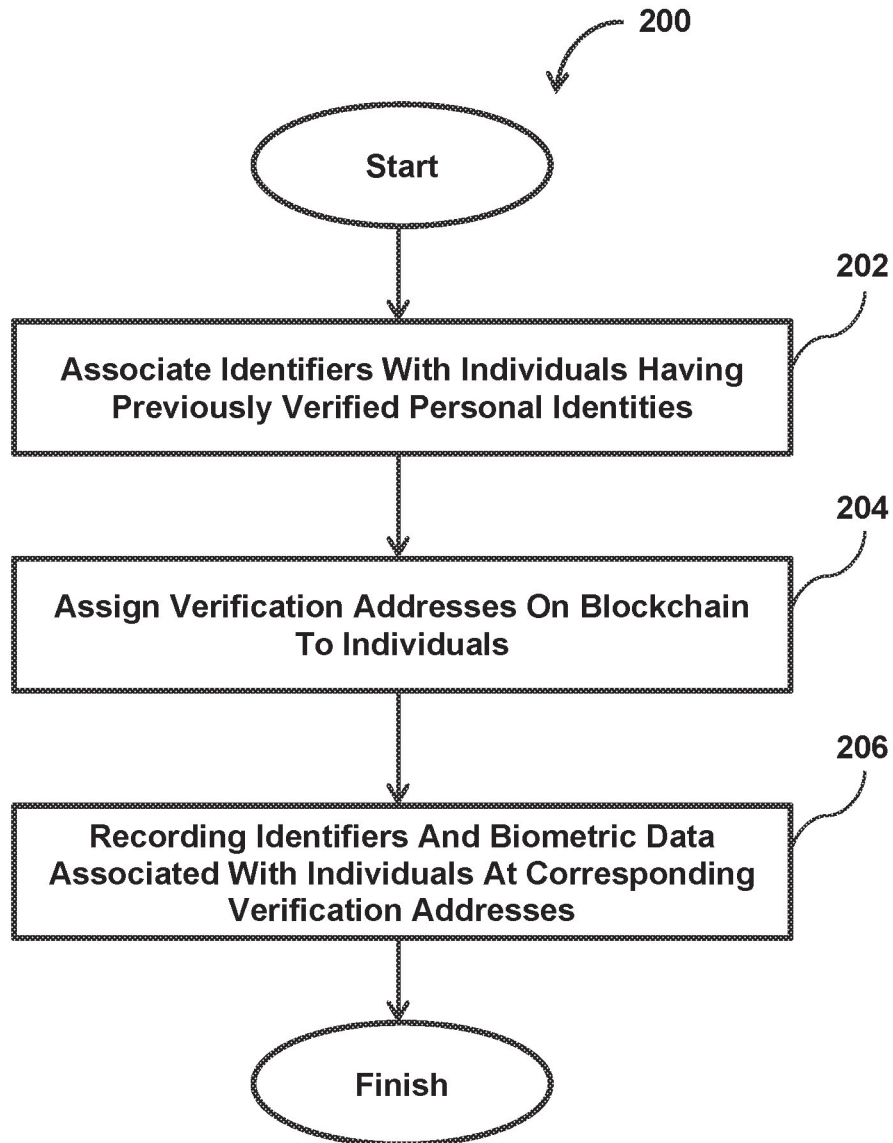 200
Start
202
Associate Identifiers With Individuals Having
Previously Verified Personal Identities
204
Assign Verification Addresses On Blockchain
To Individuals
206
Recording Identifiers And Biometric Data
Associated With Individuals At Corresponding
Verification Addresses
Finish